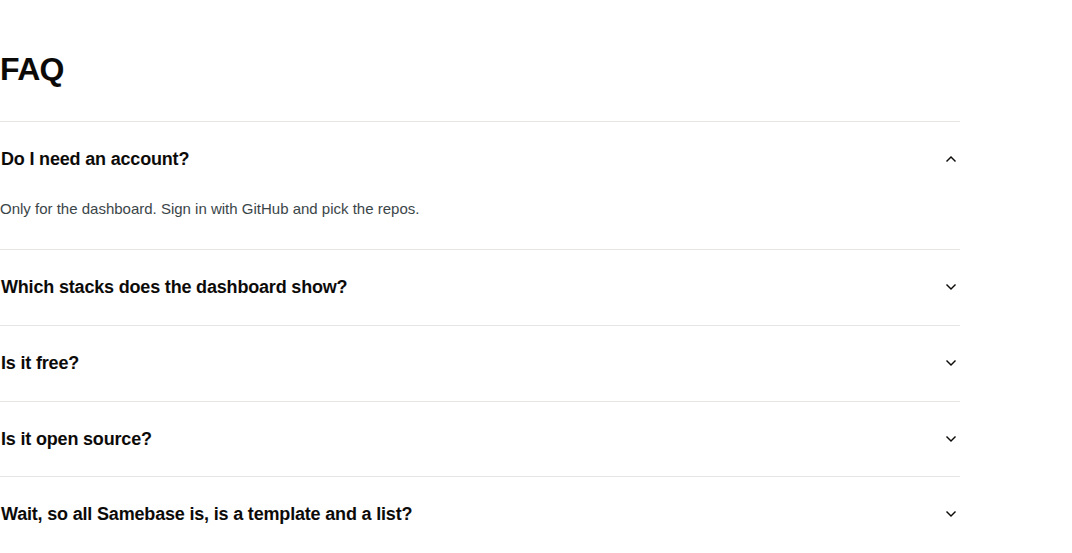 FAQ
Do I need an account?
Only for the dashboard. Sign in with GitHub and pick the repos.
Which stacks does the dashboard show?
Is it free?
Is it open source?
Wait, so all Samebase is, is a template and a list?